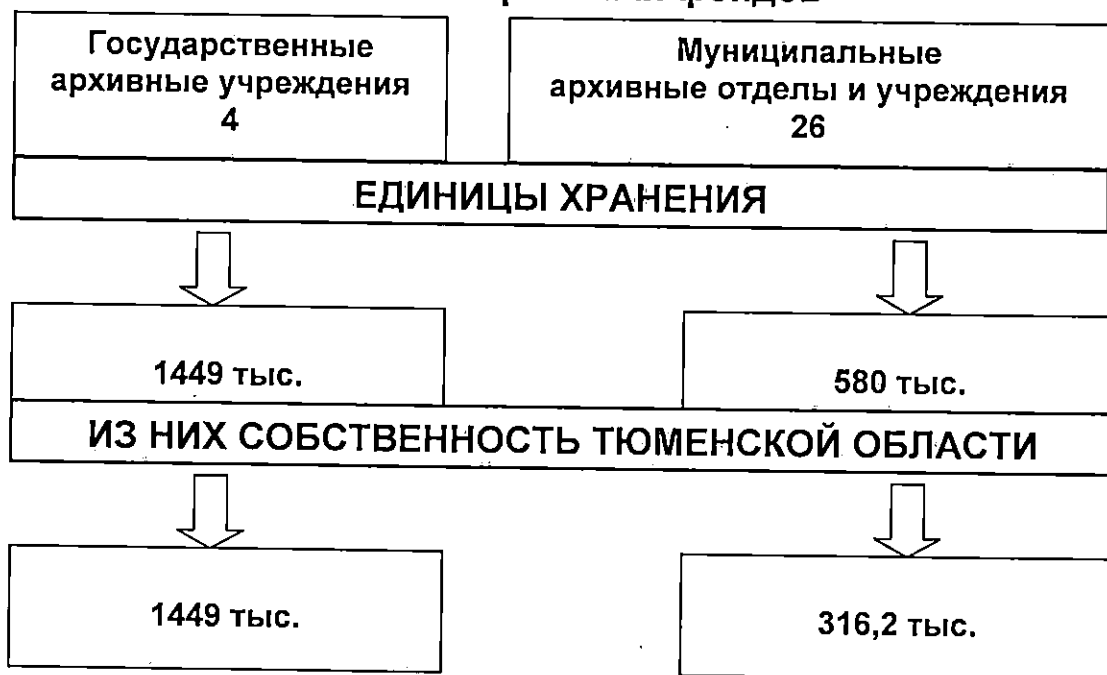 Государственные
архивные учреждения
4
Муниципальные
архивные отделы и учреждения
26
ЕДИНИЦЫ ХРАНЕНИЯ
1449 тыс.
580 тыс.
ИЗ НИХ СОБСТВЕННОСТЬ ТЮМЕНСКОЙ ОБЛАСТИ
1449 тыс.
316,2 тыс.